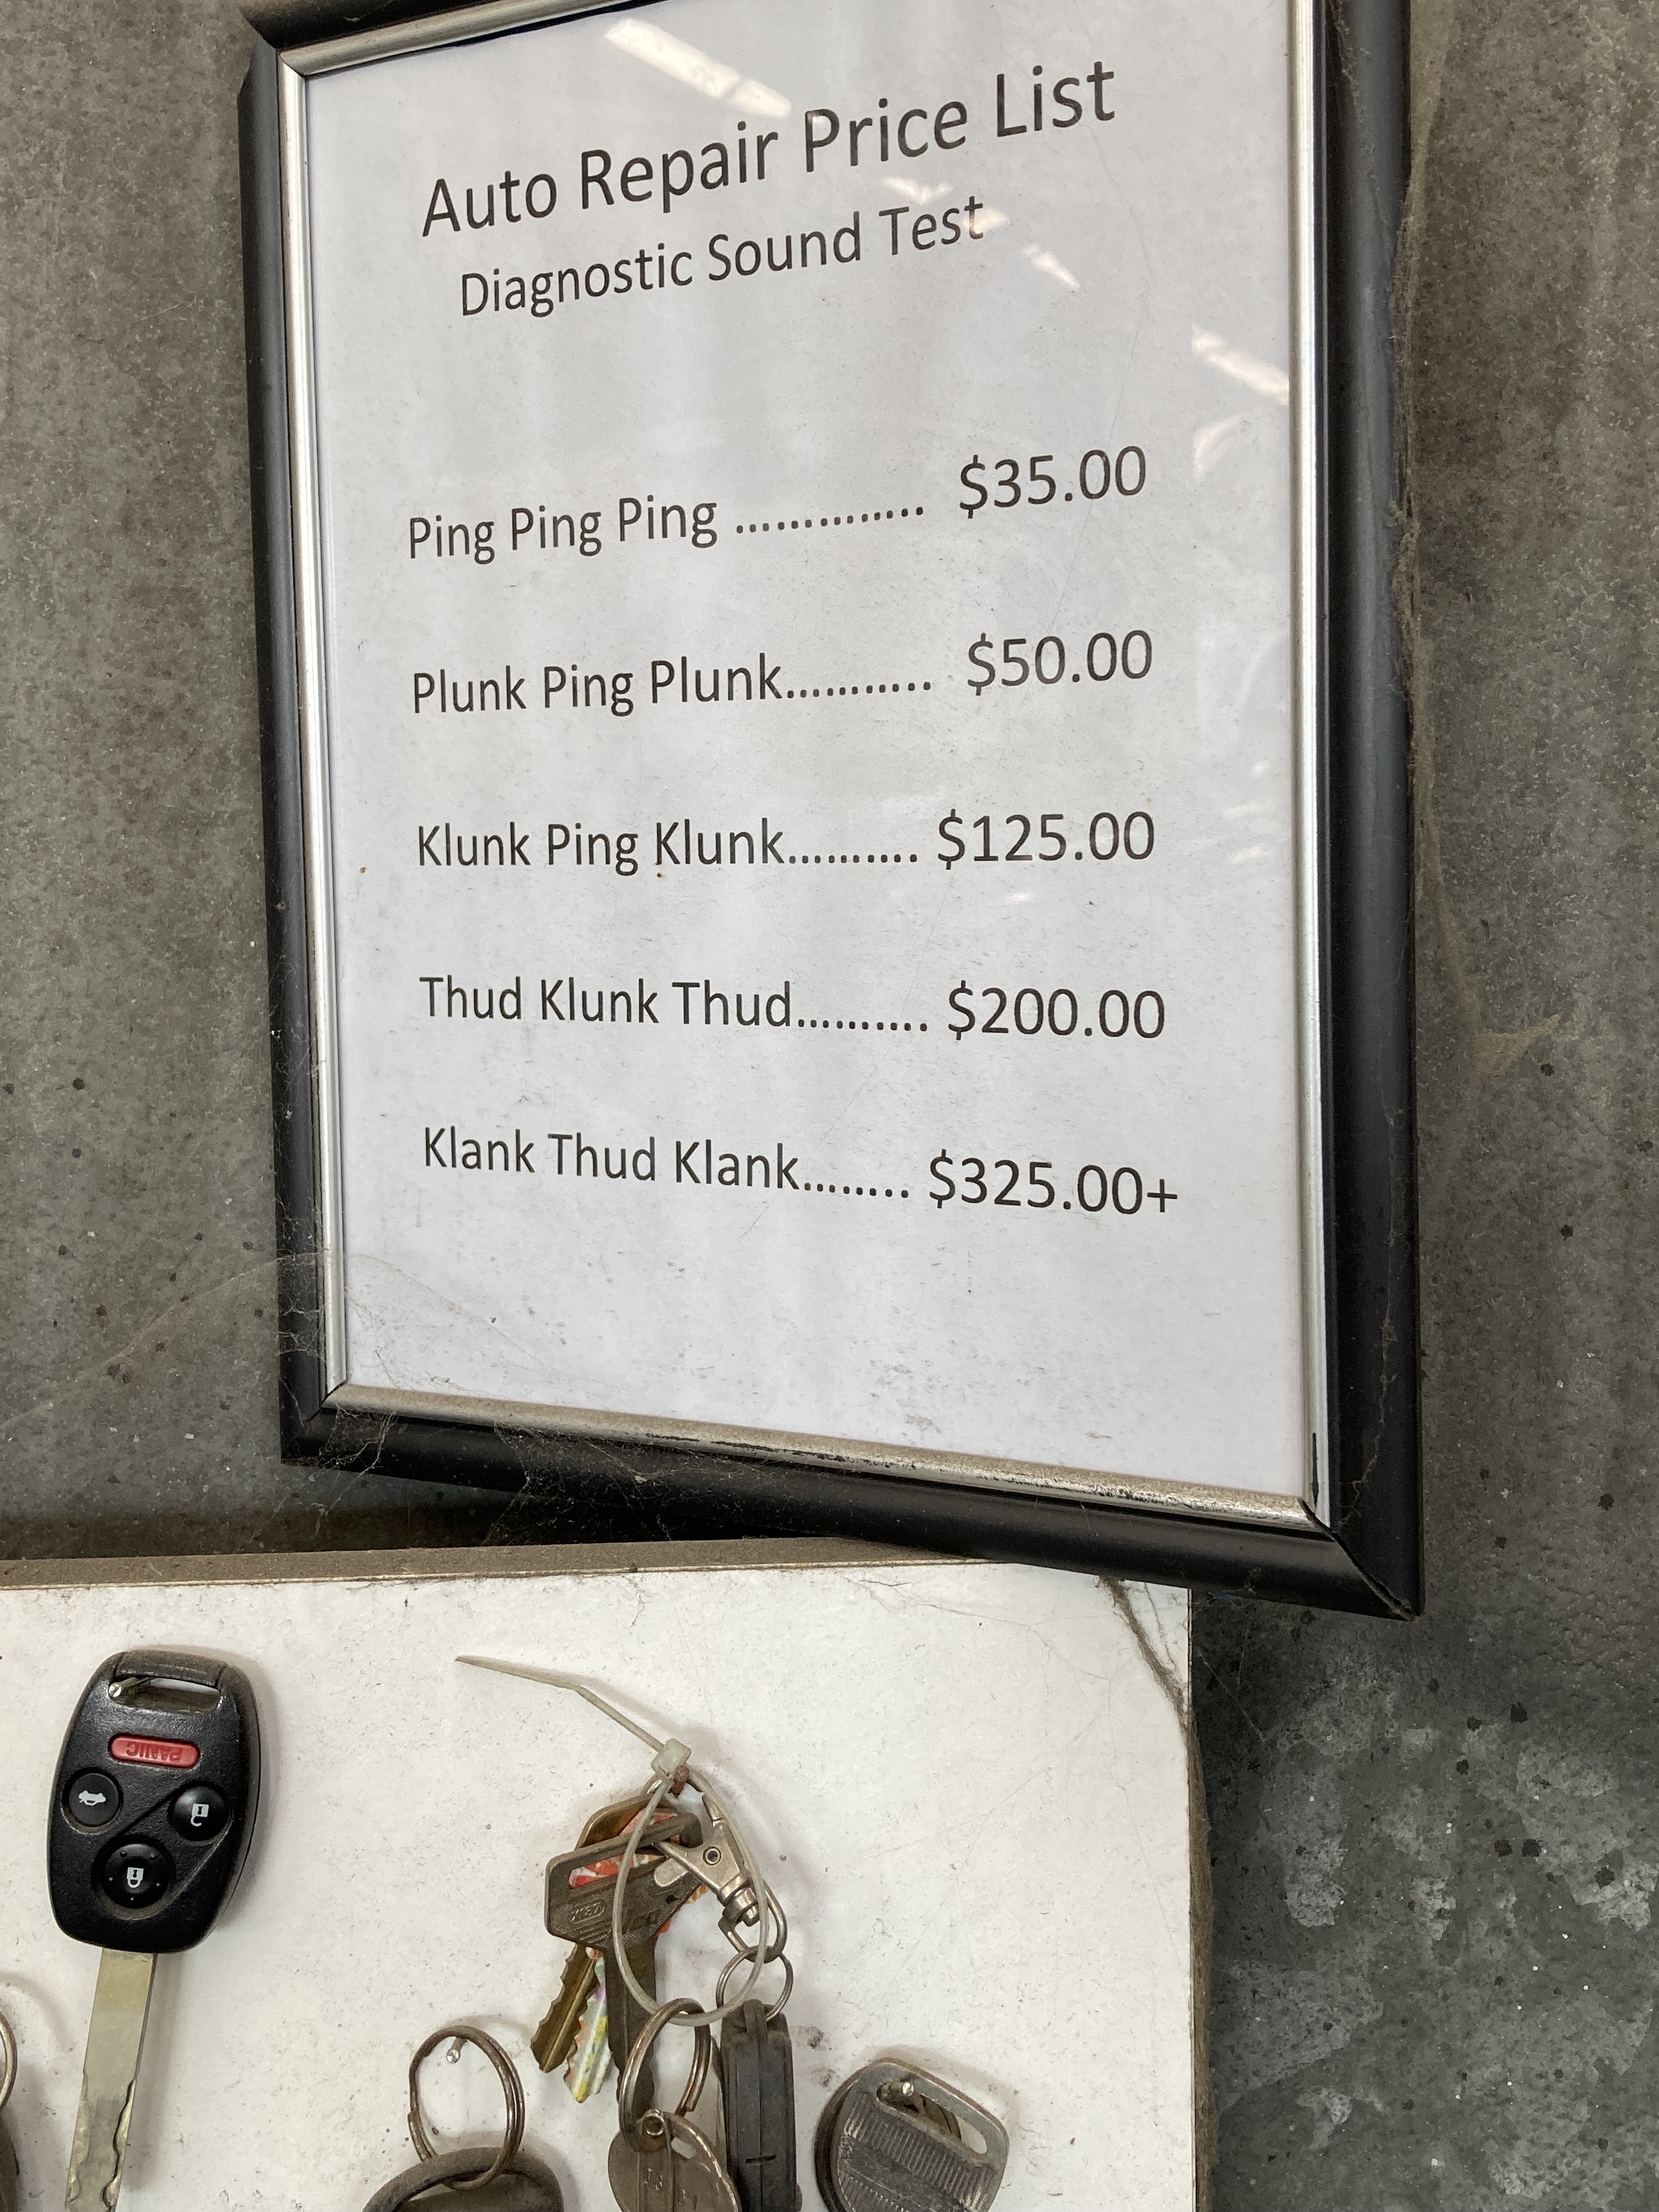 Auto Repair Price List
Diagnostic Sound Test
Ping Ping Ping .............. $35.00
Plunk Ping Plunk........... $50.00
Klunk Ping Klunk.......... $125.00
Thud Klunk Thud.......... $200.00
Klank Thud Klank........ $325.00+
PANIC